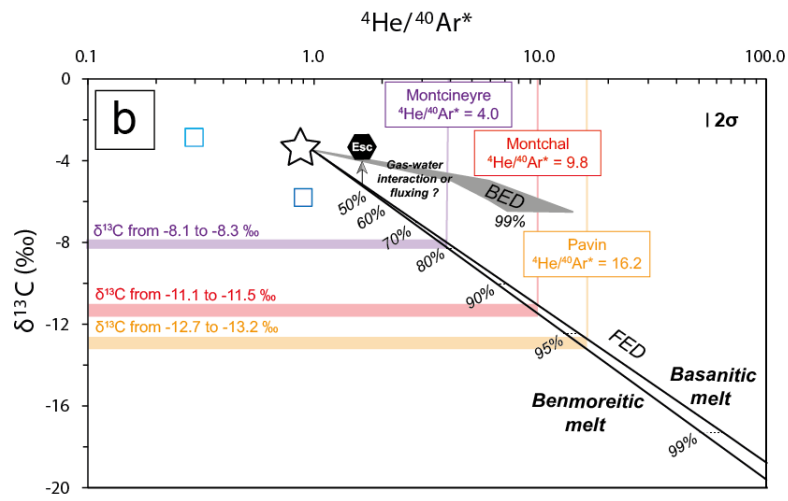 ⁴He/⁴⁰Ar*
0.1 1.0 10.0 100.0
0
-4
-8
-12
-16
-20
δ¹³C (‰)
b
Montcineyre
⁴He/⁴⁰Ar* = 4.0
I 2σ
Esc
Montchal
⁴He/⁴⁰Ar* = 9.8
Gas-water
interaction or
fluxing ?
BED
99%
50%
60%
70%
80%
90%
95%
99%
Pavin
⁴He/⁴⁰Ar* = 16.2
δ¹³C from -8.1 to -8.3 ‰
δ¹³C from -11.1 to -11.5 ‰
δ¹³C from -12.7 to -13.2 ‰
FED
Basanitic
melt
Benmoreitic
melt